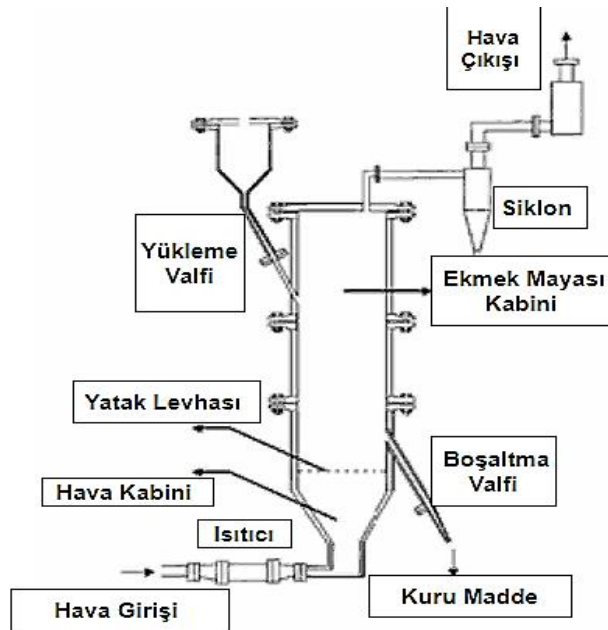 Hava
Çıkışı
Siklon
Yükleme
Valfi
Ekmek Mayası
Kabini
Yatak Levhası
Boşaltma
Valfi
Hava Kabini
Isıtıcı
Kuru Madde
Hava Girişi